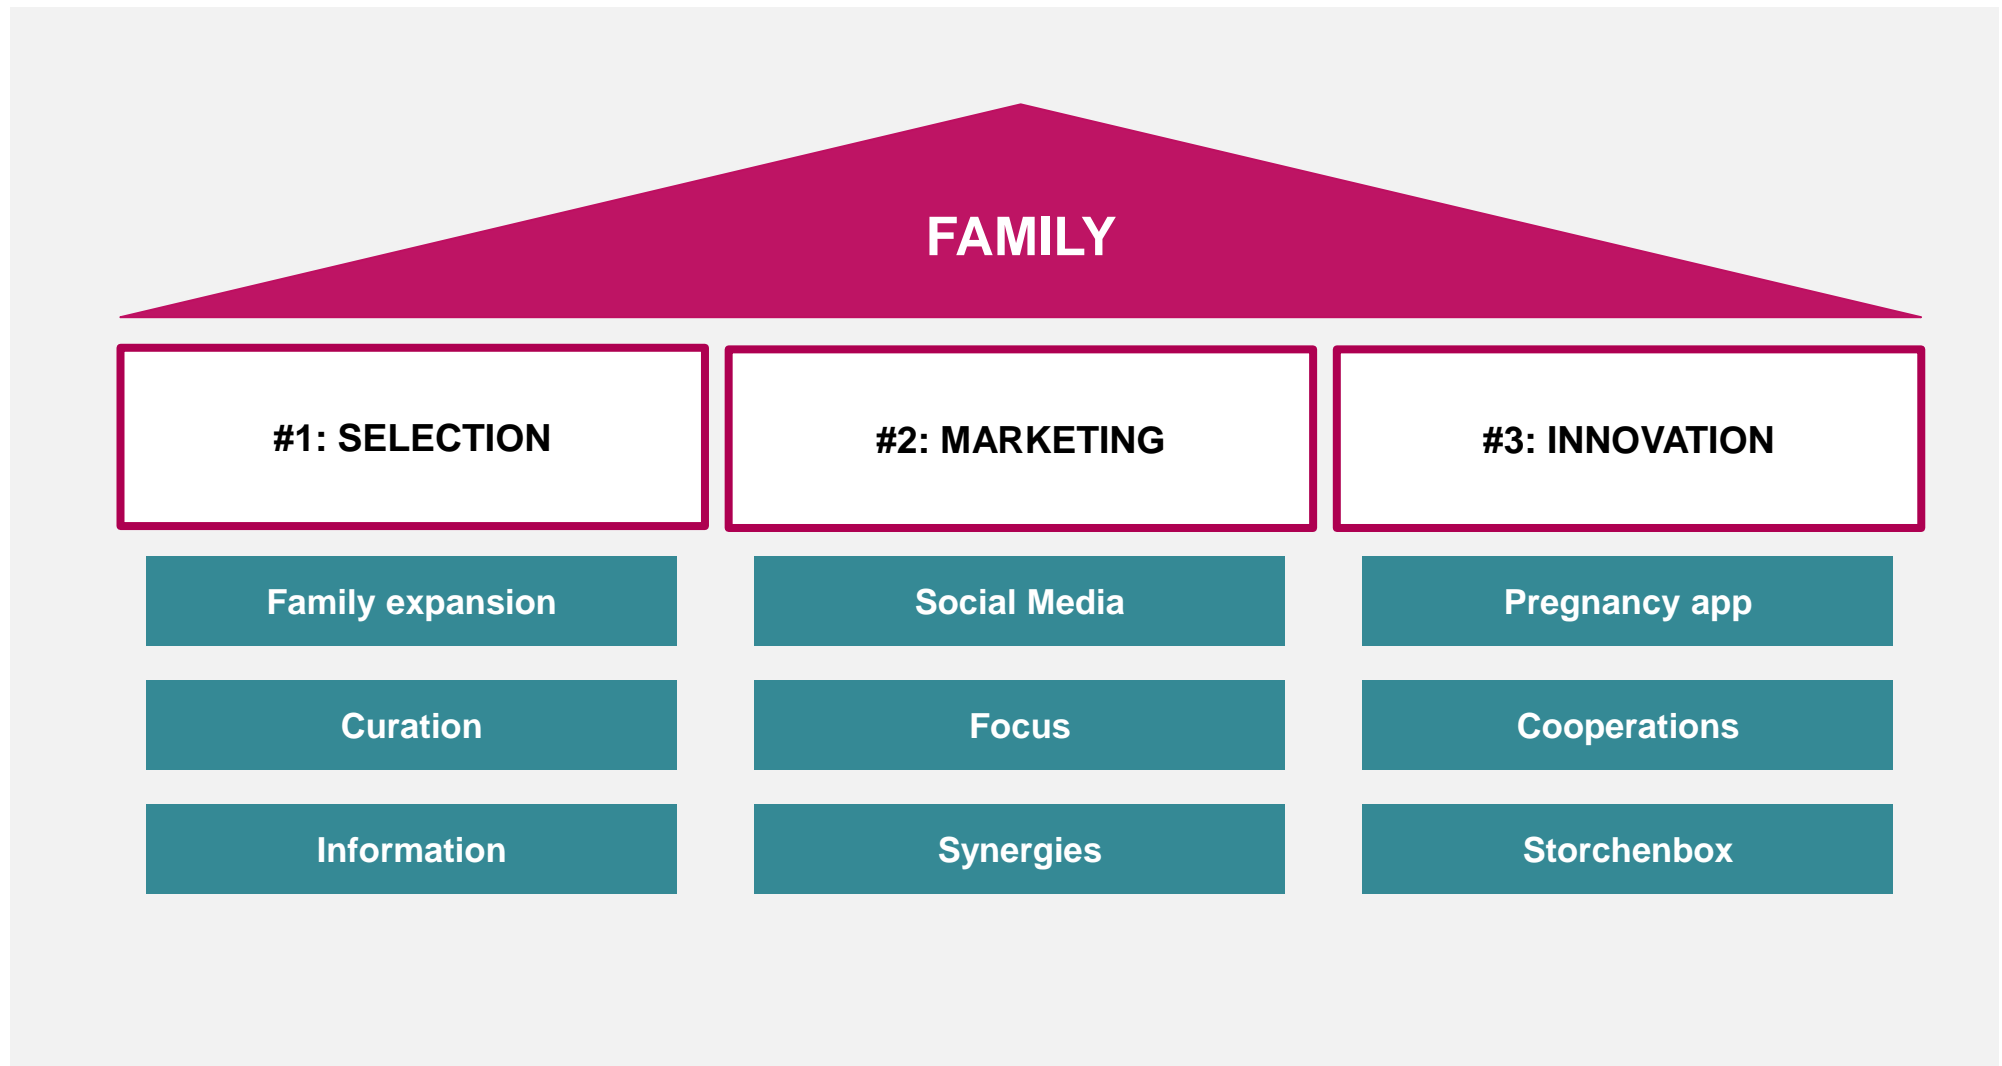 FAMILY
#1: SELECTION
#2: MARKETING
#3: INNOVATION
Family expansion
Social Media
Pregnancy app
Curation
Focus
Cooperations
Information
Synergies
Storchenbox